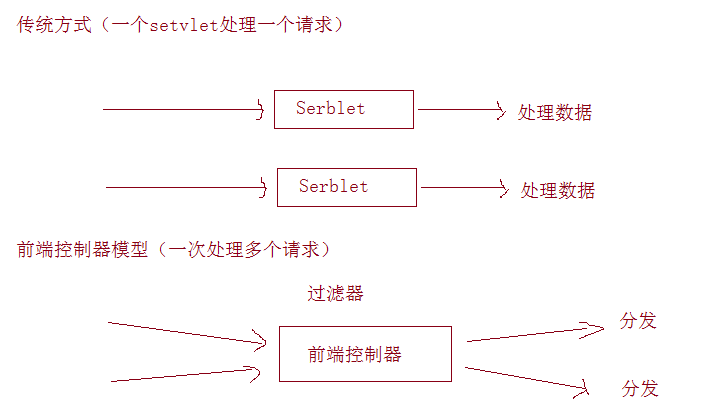 传统方式（一个setvlet处理一个请求）
Serblet
处理数据
Serblet
处理数据
前端控制器模型（一次处理多个请求）
过滤器
前端控制器
分发
分发